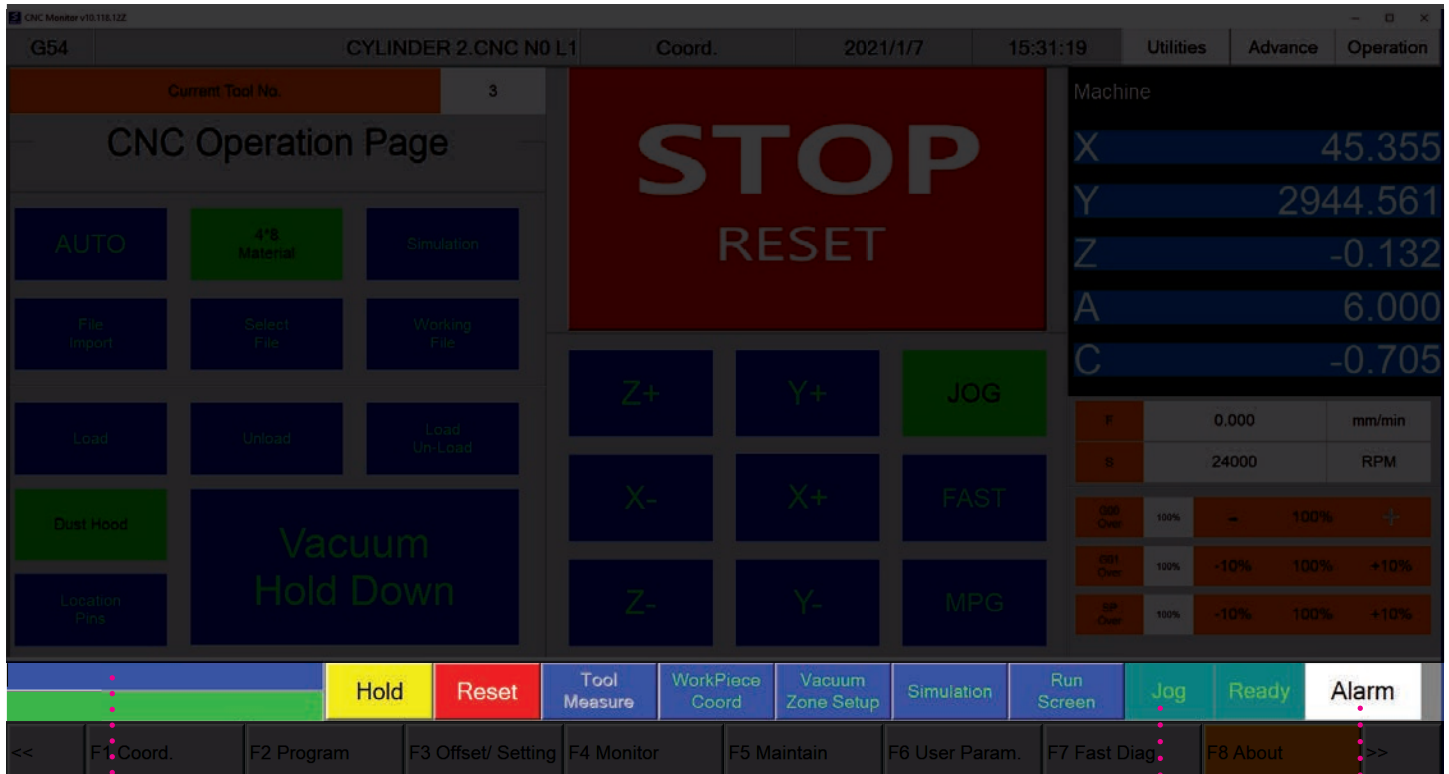 CNC Monitor v10.118.12Z
G54 CYLINDER 2.CNC N0 L1 Coord. 2021/1/7 15:31:19 Utilities Advance Operation
Current Tool No. 3
CNC Operation Page
AUTO
4*8
Material
Simulation
File
Import
Select
File
Working
File
Load
Unload
Load
Un-Load
Dust Hood
Vacuum
Hold Down
Location
Pins
STOP
RESET
Z+ Y+ JOG
X- X+ FAST
Z- Y- MPG
Machine
X 45.355
Y 2944.561
Z -0.132
A 6.000
C -0.705
F 0.000 mm/min
S 24000 RPM
G00
Over
100% - 100% +
G01
Over
100% -10% 100% +10%
SP
Over
100% -10% 100% +10%
Hold
Reset
Tool
Measure
WorkPiece
Coord
Vacuum
Zone Setup
Simulation
Run
Screen
Jog
Ready
Alarm
<< F1 Coord. F2 Program F3 Offset/ Setting F4 Monitor F5 Maintain F6 User Param. F7 Fast Diag. F8 About >>